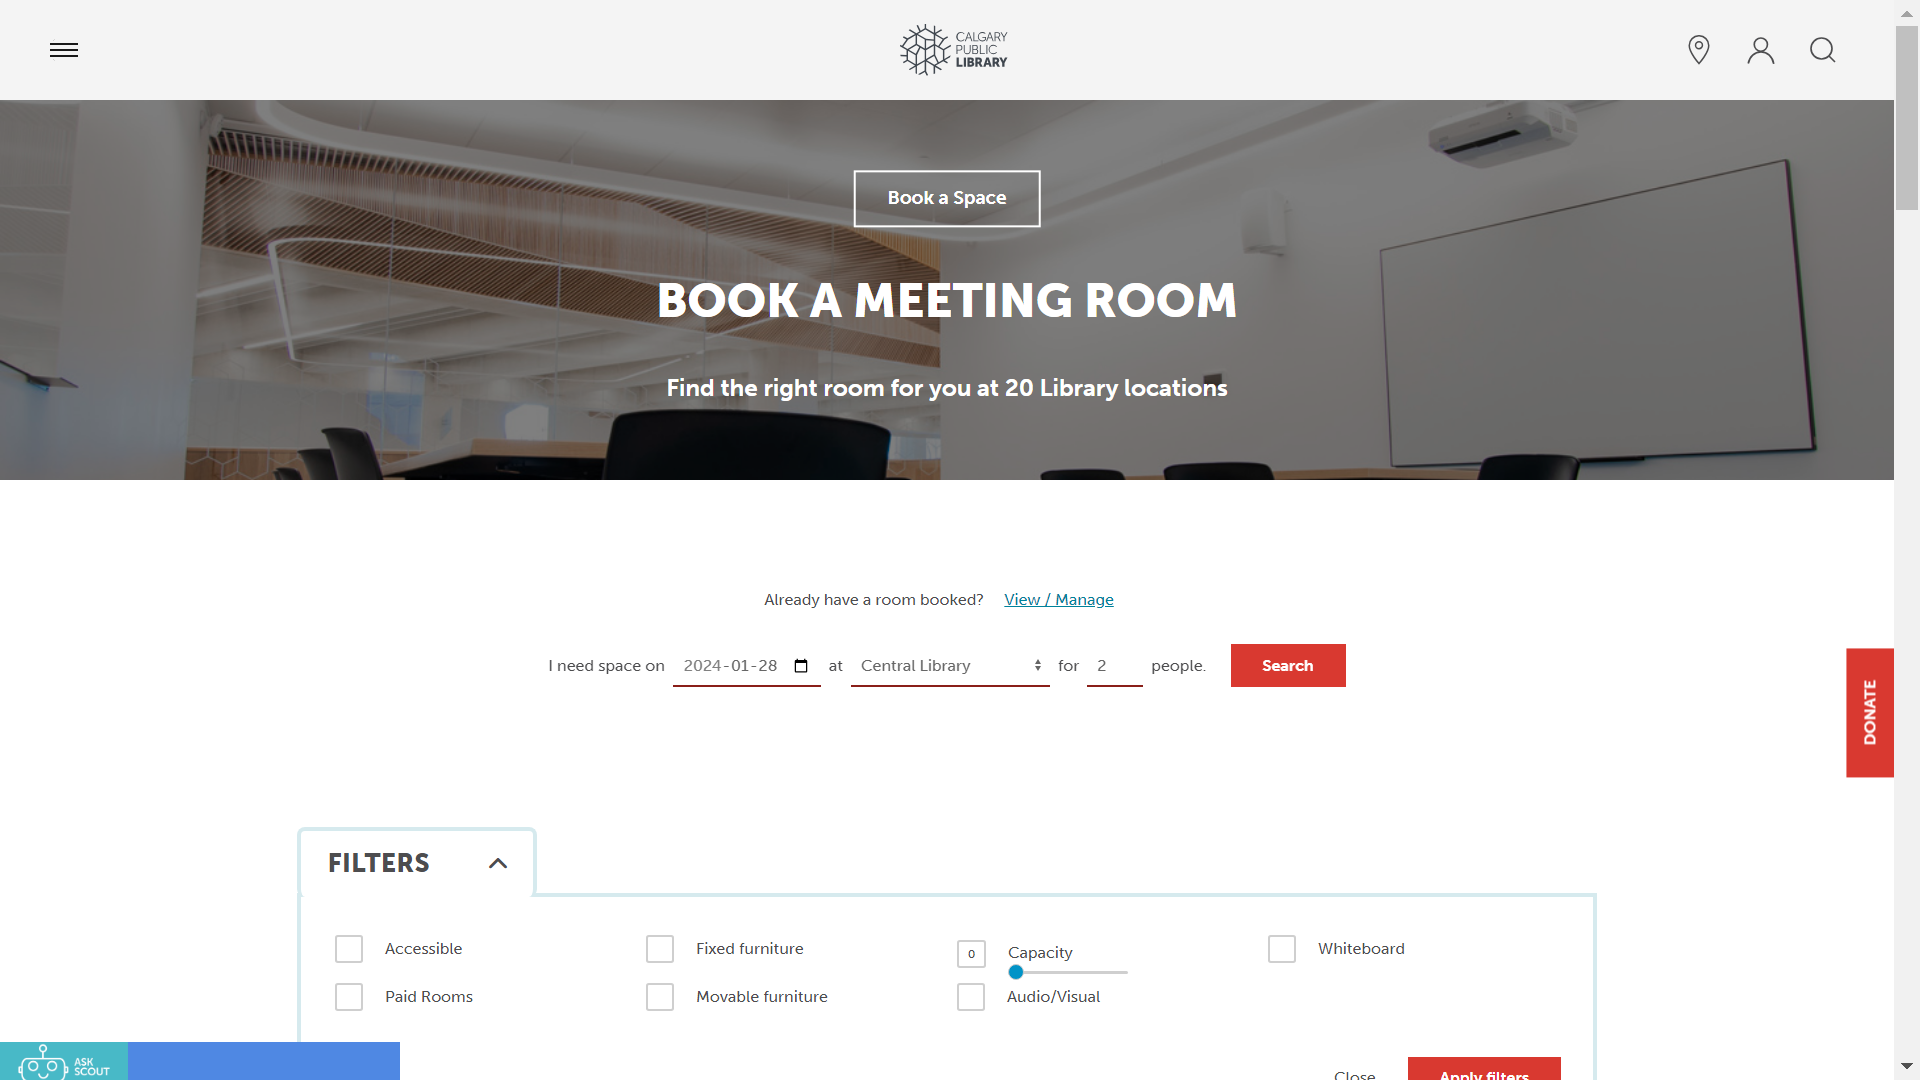 CALGARY
PUBLIC
LIBRARY
Book a Space
BOOK A MEETING ROOM
Find the right room for you at 20 Library locations
Already have a room booked? View / Manage
I need space on 2024-01-28 at Central Library for 2 people. Search
DONATE
FILTERS
Accessible
Fixed furniture
0 Capacity
Whiteboard
Paid Rooms
Movable furniture
Audio/Visual
ASK
SCOUT
Close
Apply filters